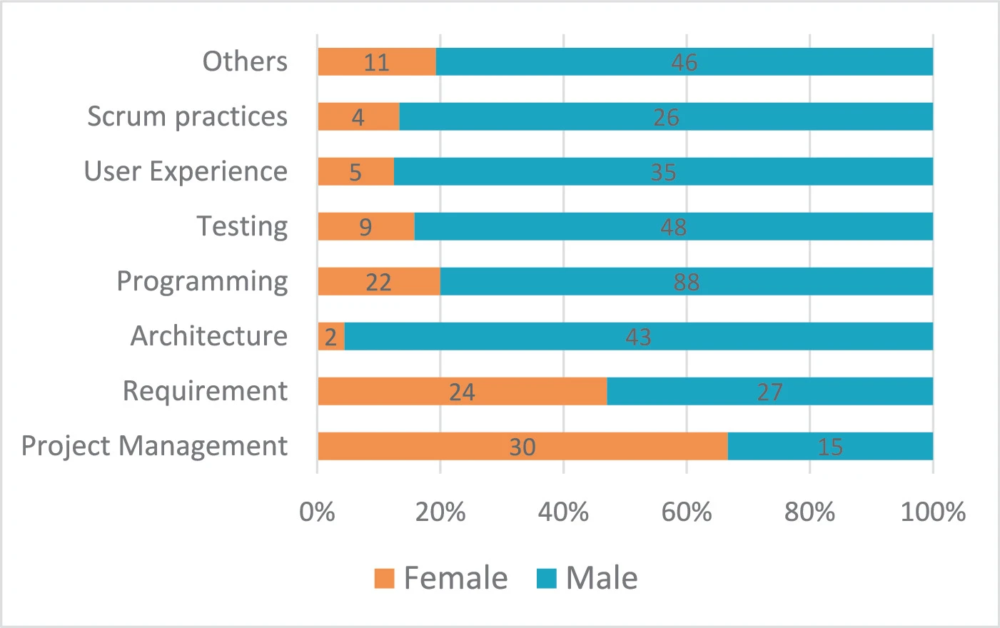 Others 11 46
Scrum practices 4 26
User Experience 5 35
Testing 9 48
Programming 22 88
Architecture 2 43
Requirement 24 27
Project Management 30 15
0% 20% 40% 60% 80% 100%
Female Male